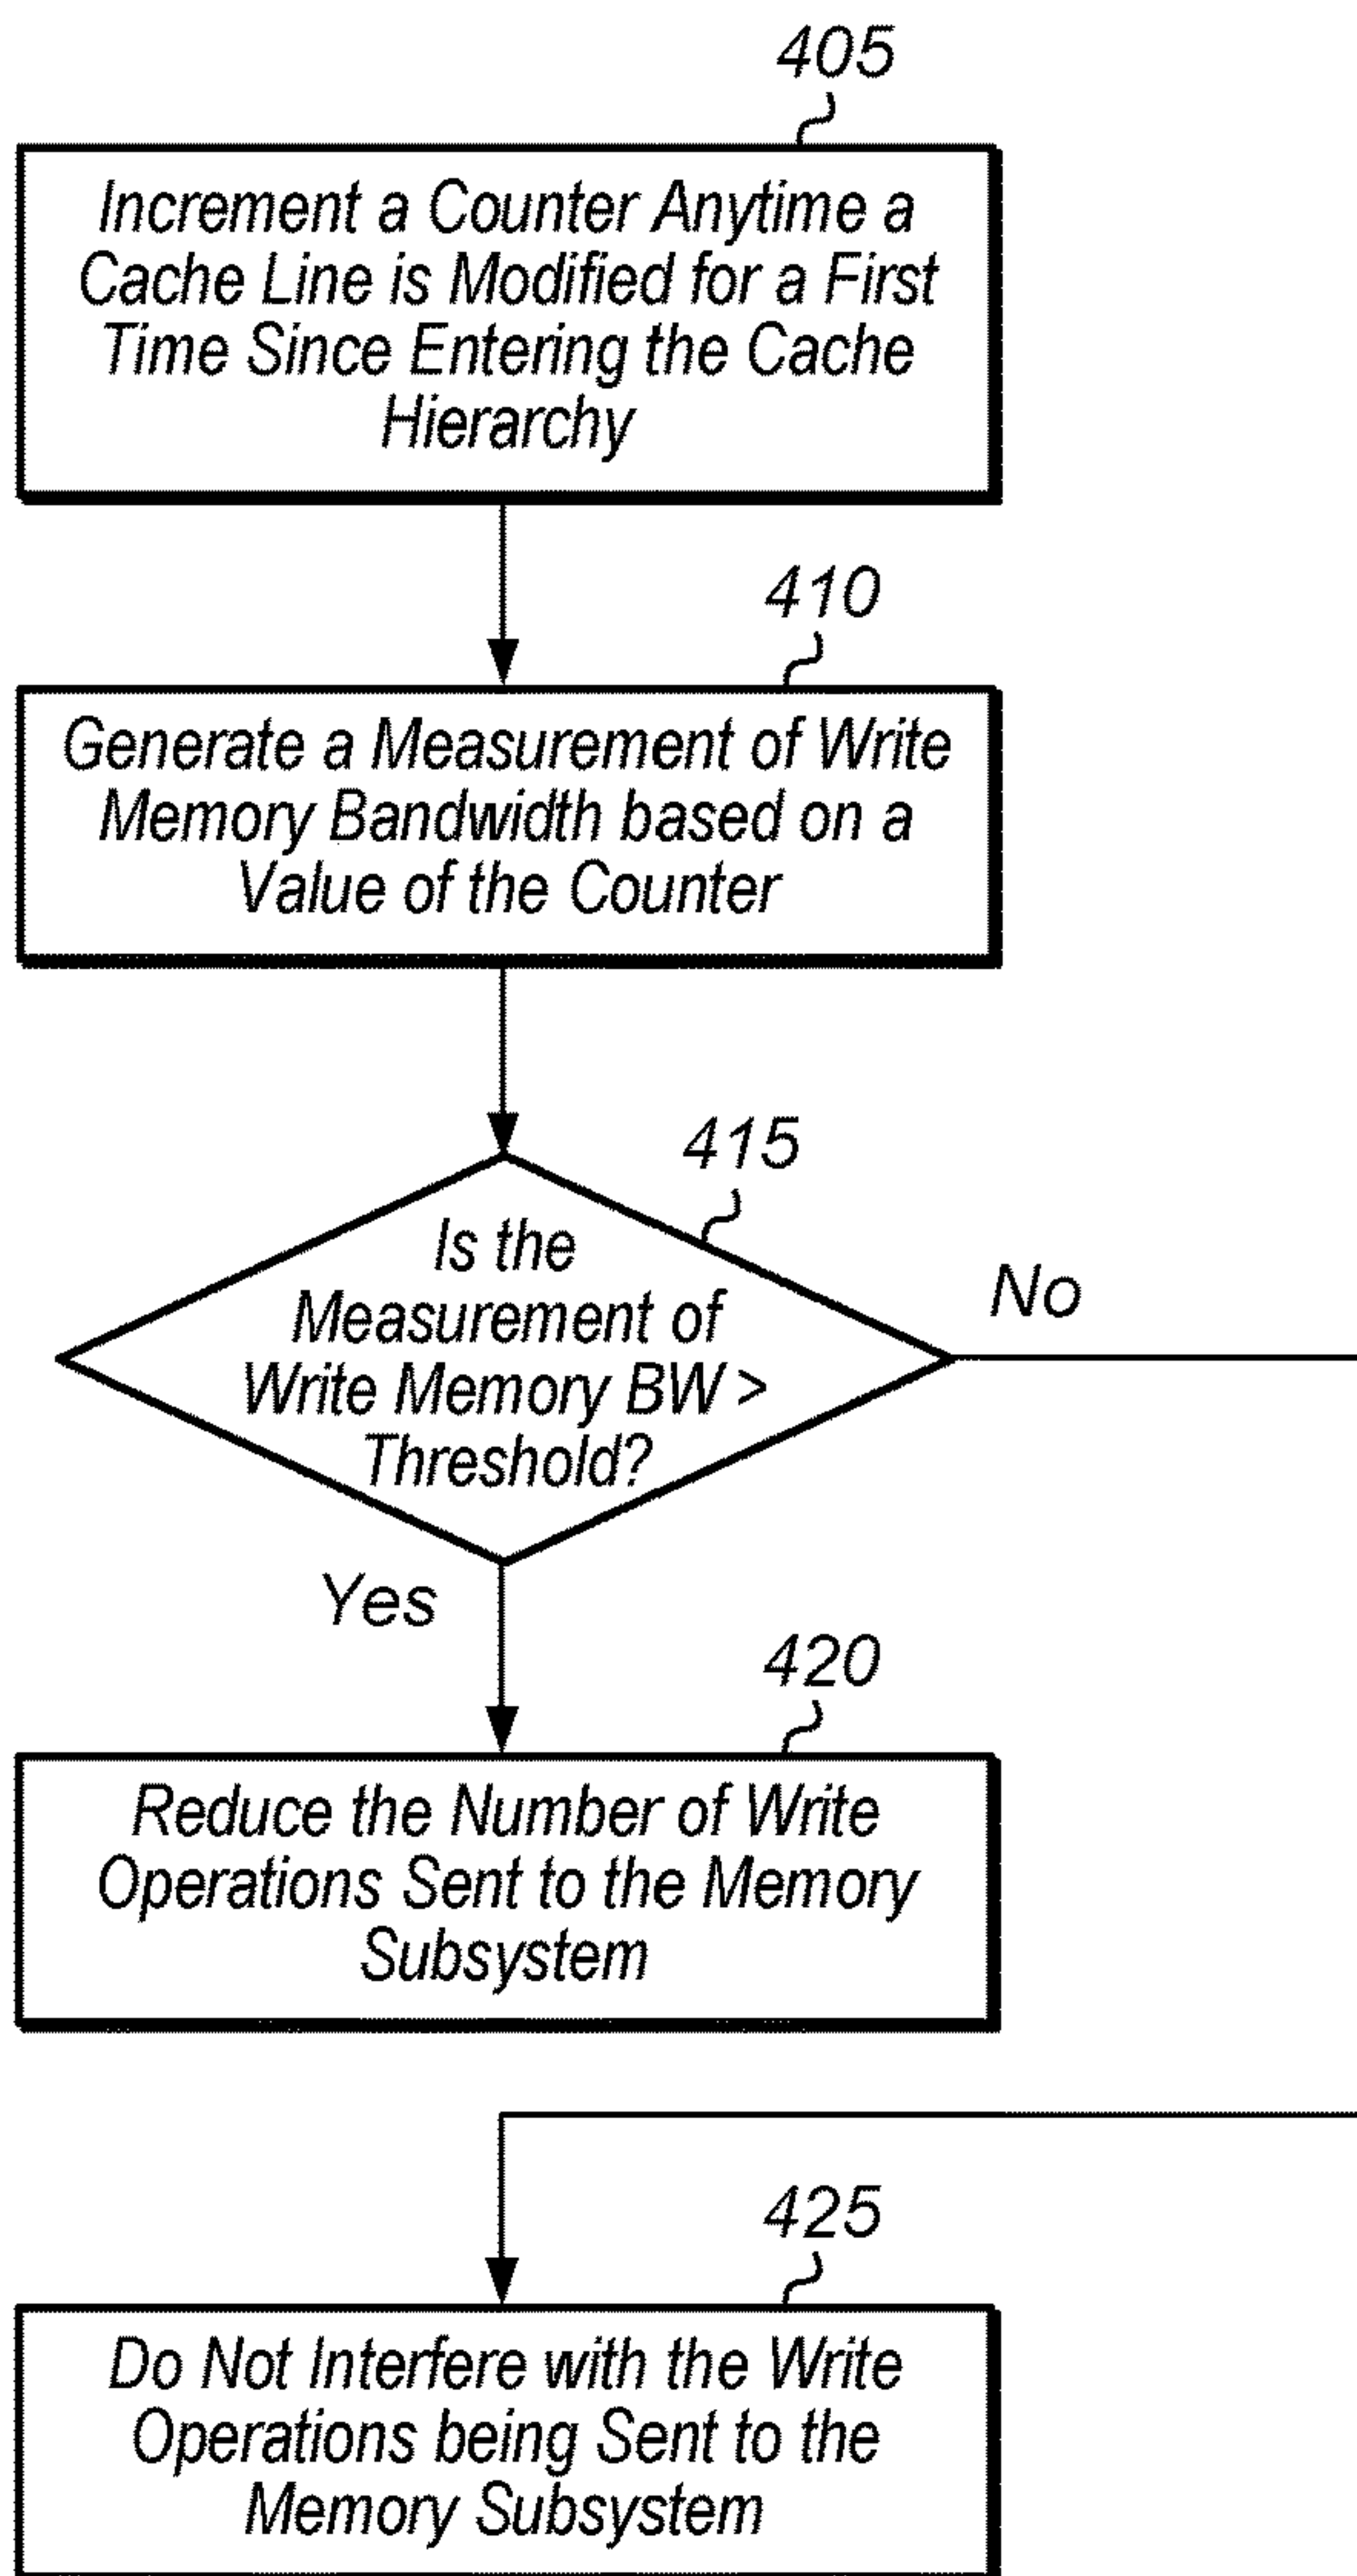 405
Increment a Counter Anytime a
Cache Line is Modified for a First
Time Since Entering the Cache
Hierarchy
410
Generate a Measurement of Write
Memory Bandwidth based on a
Value of the Counter
415
Is the
Measurement of
Write Memory BW >
Threshold?
No
Yes
420
Reduce the Number of Write
Operations Sent to the Memory
Subsystem
425
Do Not Interfere with the Write
Operations being Sent to the
Memory Subsystem